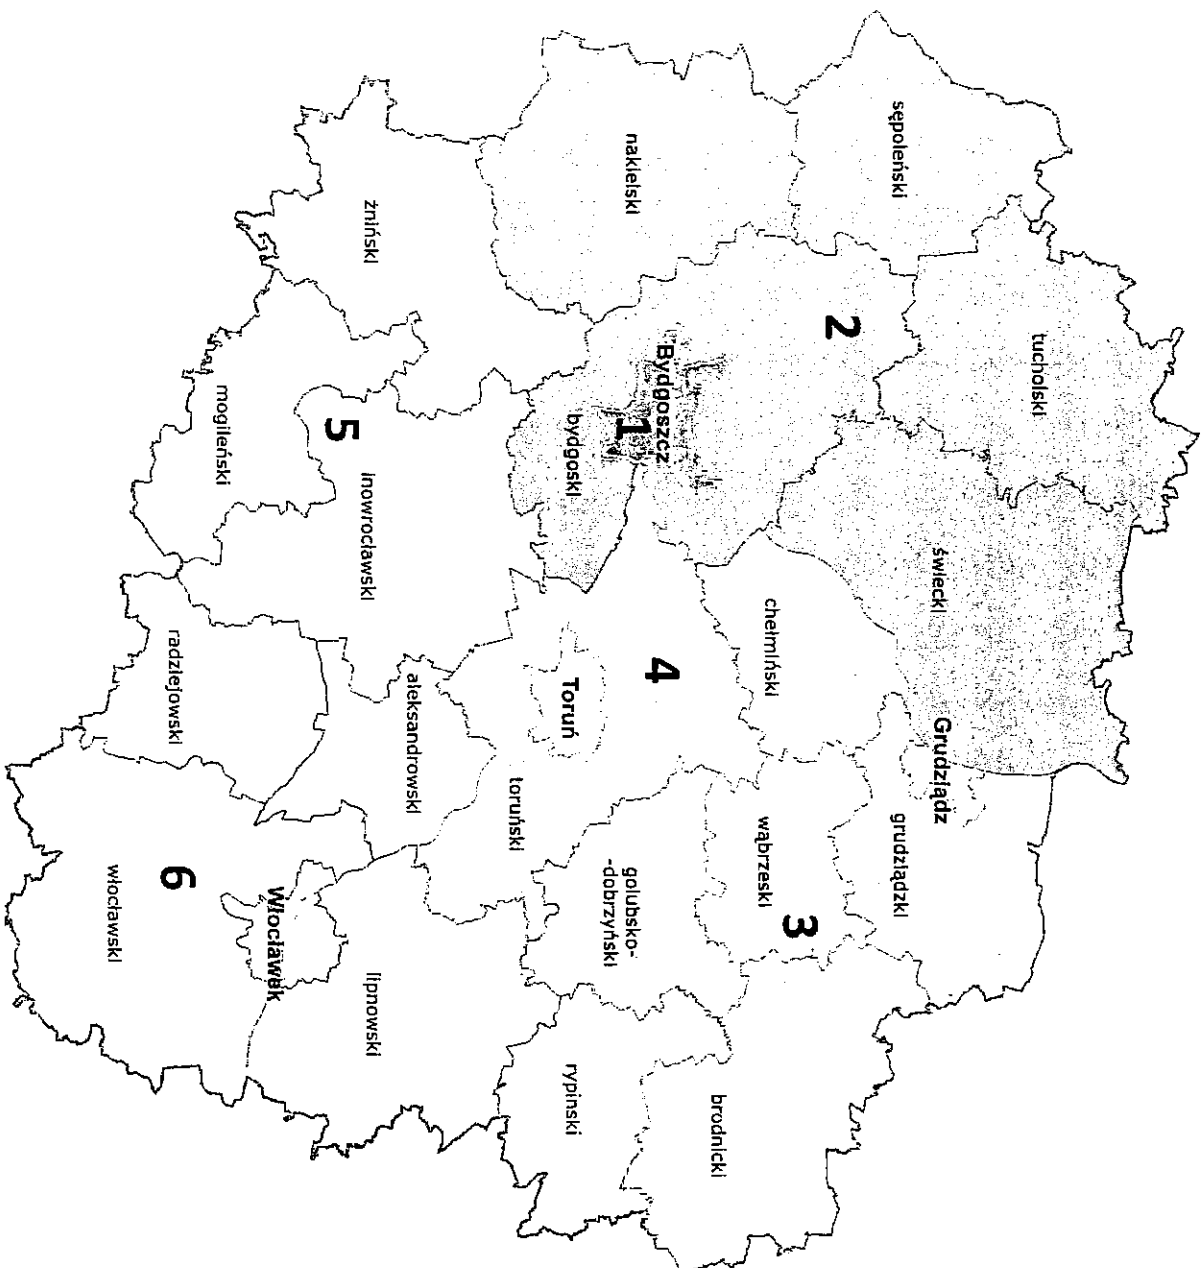 sępoleński
nakielski
żniński
tucholski
2
Bydgoszcz
1
bydgoski
5
mogileński
inowrocławski
świecki
chełmiński
4
Toruń
aleksandrowski
radziejowski
Grudziądz
grudziądzki
wąbrzeski
3
golubsko-
-dobrzyński
toruński
6
włocławski
Włocławek
lipnowski
rypinski
brodnicki